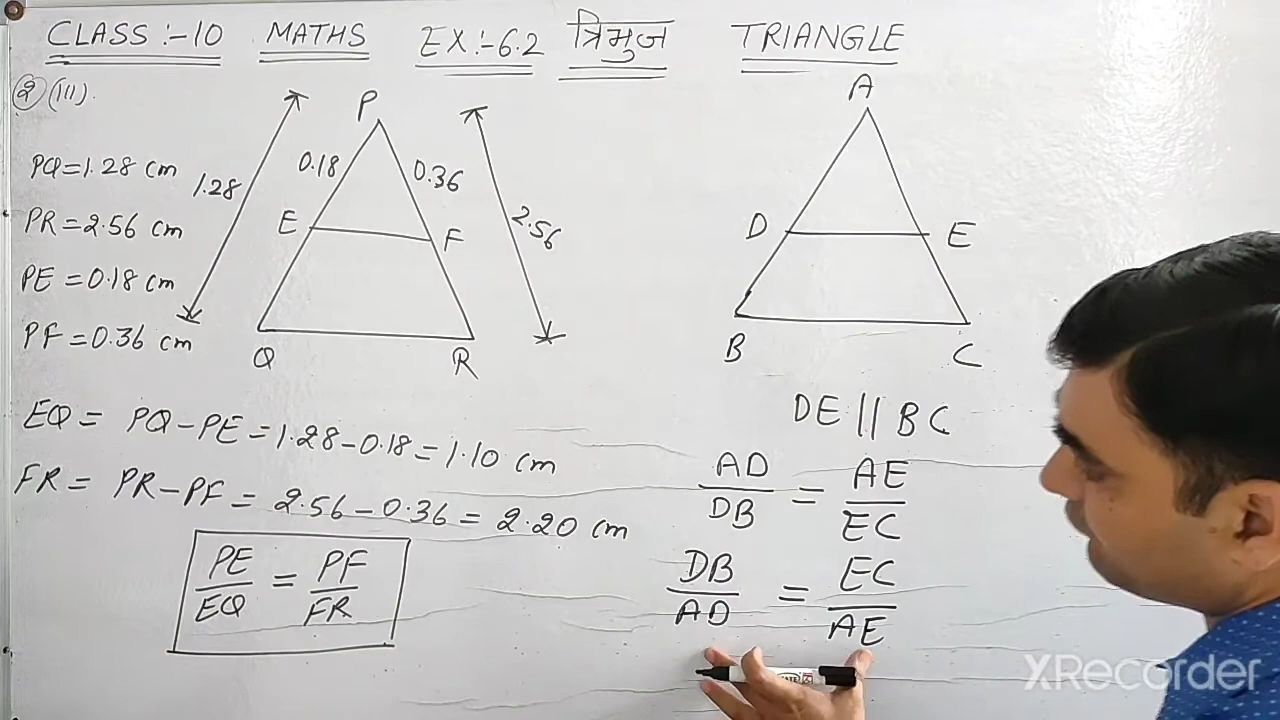 CLASS :-10 MATHS EX:-6.2 त्रिभुज TRIANGLE
2 (III).
PQ=1.28 cm
PR=2.56 cm
PE=0.18 cm
PF=0.36 cm
P
1.28
0.18
0.36
2.56
E
F
Q
R
A
D
E
B
C
EQ = PQ-PE=1.28-0.18=1.10 cm
FR = PR-PF = 2.56-0.36=2.20 cm
PE/EQ = PF/FR
DE||BC
AD/DB = AE/EC
DB/AD = EC/AE
XRecorder